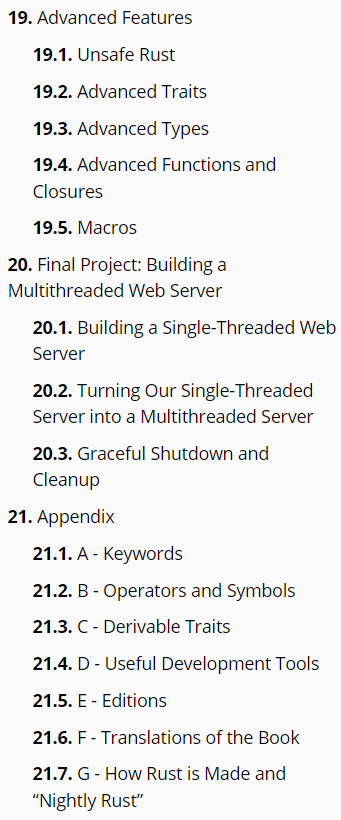 19. Advanced Features
19.1. Unsafe Rust
19.2. Advanced Traits
19.3. Advanced Types
19.4. Advanced Functions and
Closures
19.5. Macros
20. Final Project: Building a
Multithreaded Web Server
20.1. Building a Single-Threaded Web
Server
20.2. Turning Our Single-Threaded
Server into a Multithreaded Server
20.3. Graceful Shutdown and
Cleanup
21. Appendix
21.1. A - Keywords
21.2. B - Operators and Symbols
21.3. C - Derivable Traits
21.4. D - Useful Development Tools
21.5. E - Editions
21.6. F - Translations of the Book
21.7. G - How Rust is Made and
“Nightly Rust”